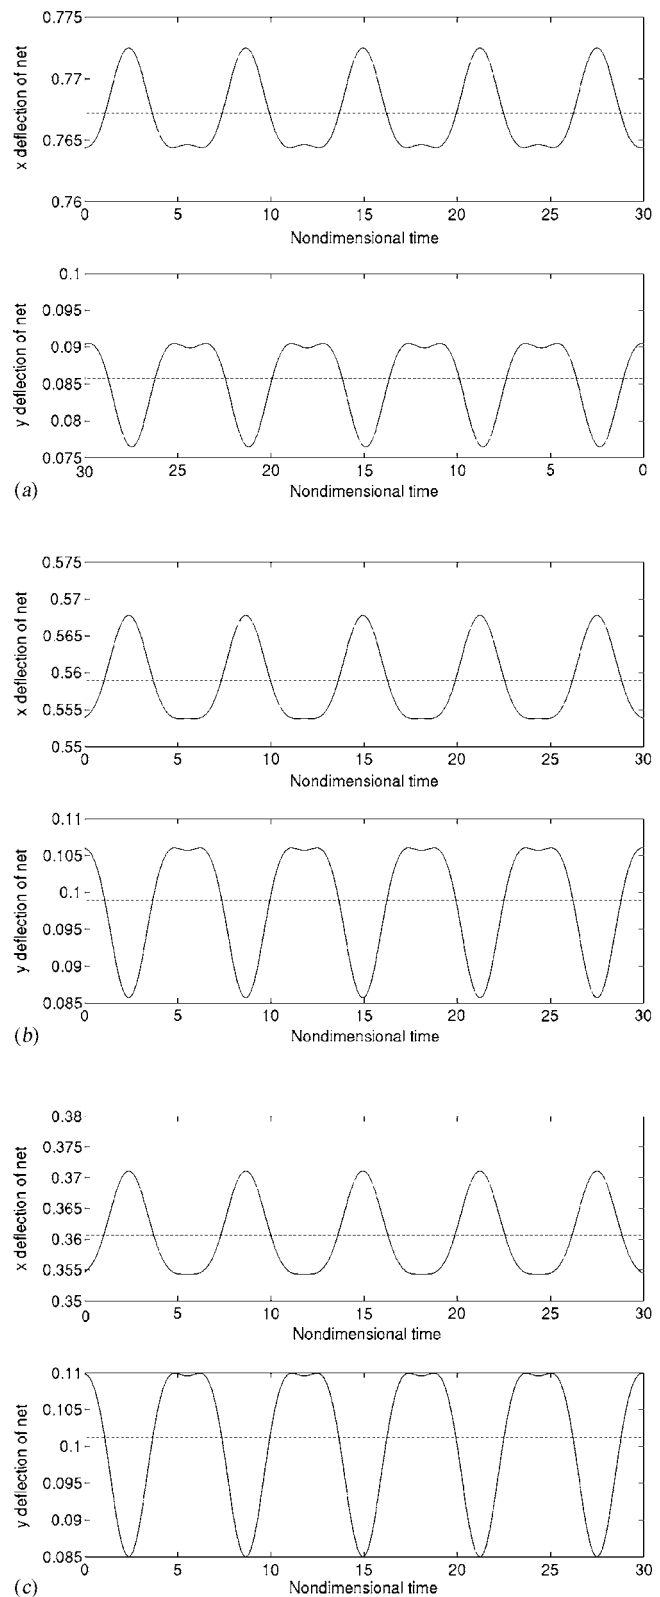 0.775
0.77
0.765
0.76
x deflection of net
0 5 10 15 20 25 30
Nondimensional time
0.1
0.095
0.09
0.085
0.08
0.075
y deflection of net
30 25 20 15 10 5 0
Nondimensional time
(a)
0.575
0.57
0.565
0.56
0.555
0.55
x deflection of net
0 5 10 15 20 25 30
Nondimensional time
0.11
0.105
0.1
0.095
0.09
0.085
y deflection of net
0 5 10 15 20 25 30
Nondimensional time
(b)
0.38
0.375
0.37
0.365
0.36
0.355
0.35
x deflection of net
0 5 10 15 20 25 30
Nondimensional time
0.11
0.105
0.1
0.095
0.09
0.085
y deflection of net
0 5 10 15 20 25 30
Nondimensional time
(c)